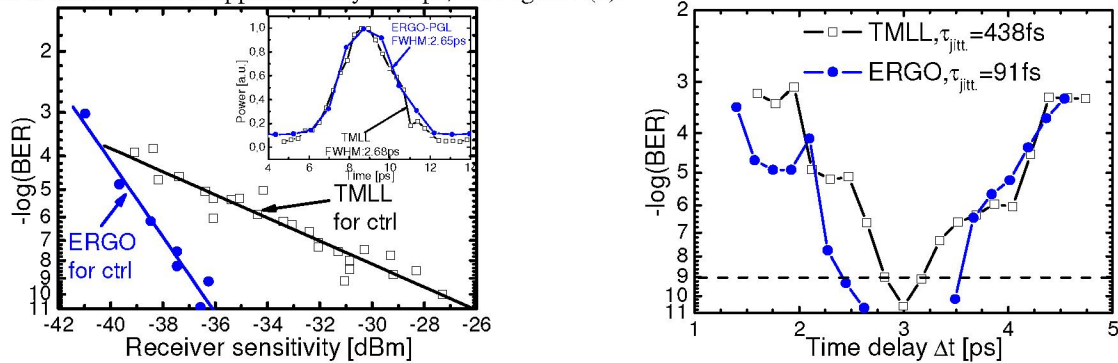 2
3
4
5
6
7
8
9
10
11
-log(BER)
-42 -40 -38 -36 -34 -32 -30 -28 -26
Receiver sensitivity [dBm]
ERGO
for ctrl
TMLL
for ctrl
1,0
0,8
0,6
0,4
0,2
0,0
Power [a.u.]
ERGO-PGL
FWHM:2.65ps
TMLL
FWHM:2.68ps
4 6 8 10 12 14
Time [ps]
2
3
4
5
6
7
8
9
10
11
-log(BER)
TMLL,τjitt.=438fs
ERGO,τjitt.=91fs
1 2 3 4 5
Time delay Δt [ps]